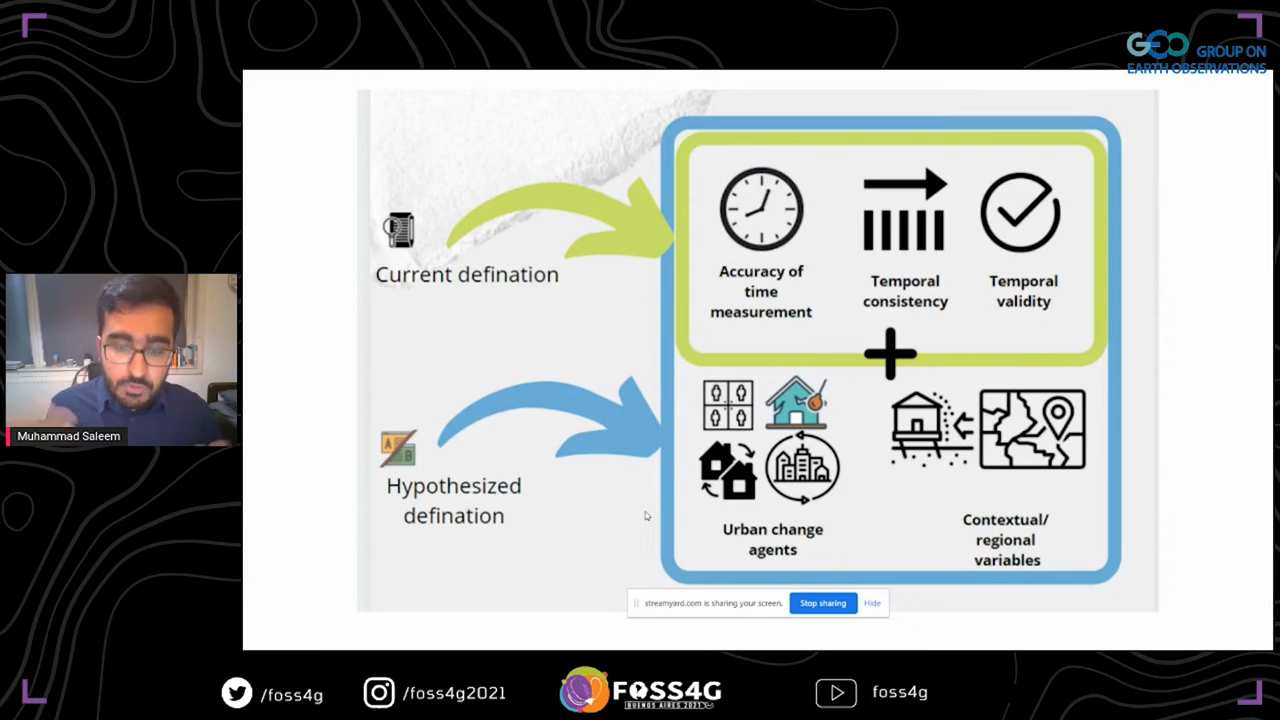 GEO GROUP ON
EARTH OBSERVATIONS
Current defination
Accuracy of
time
measurement
Temporal
consistency
Temporal
validity
Hypothesized
defination
A
B
Urban change
agents
Contextual/
regional
variables
Muhammad Saleem
streamyard.com is sharing your screen.
Stop sharing
Hide
/foss4g
/foss4g2021
FOSS4G
BUENOS AIRES 2021
foss4g